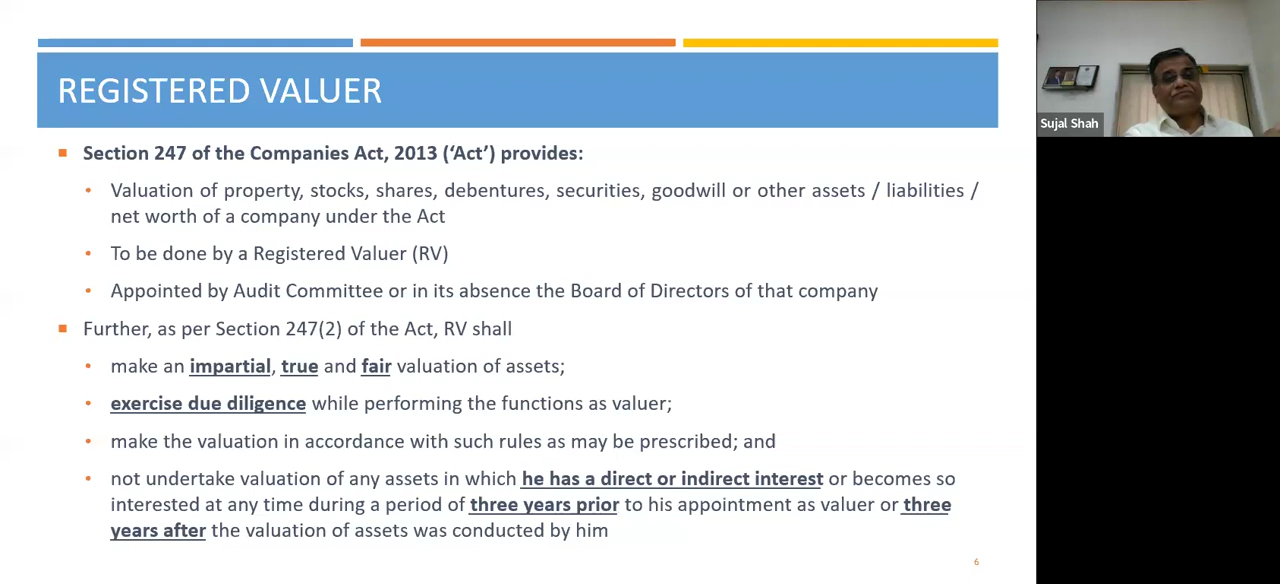 REGISTERED VALUER
Section 247 of the Companies Act, 2013 (‘Act’) provides:
Valuation of property, stocks, shares, debentures, securities, goodwill or other assets / liabilities /
net worth of a company under the Act
To be done by a Registered Valuer (RV)
Appointed by Audit Committee or in its absence the Board of Directors of that company
Further, as per Section 247(2) of the Act, RV shall
make an impartial, true and fair valuation of assets;
exercise due diligence while performing the functions as valuer;
make the valuation in accordance with such rules as may be prescribed; and
not undertake valuation of any assets in which he has a direct or indirect interest or becomes so
interested at any time during a period of three years prior to his appointment as valuer or three
years after the valuation of assets was conducted by him
6
Sujal Shah